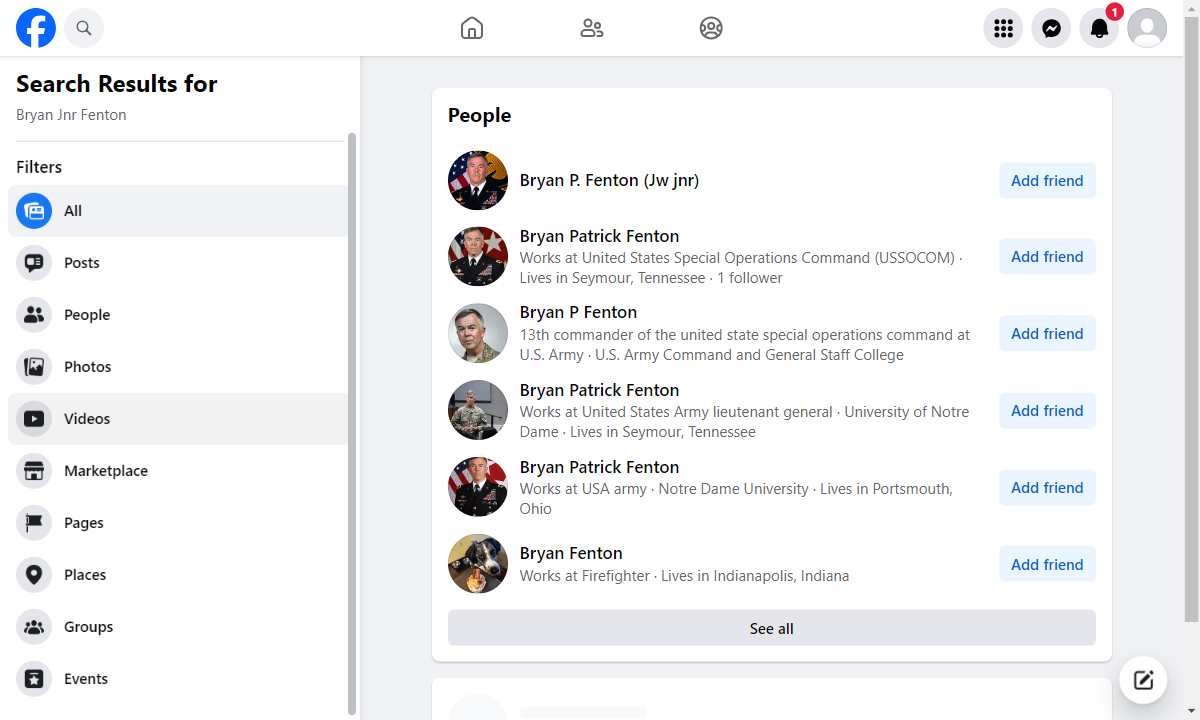 1
Search Results for
Bryan Jnr Fenton
Filters
All
Posts
People
Photos
Videos
Marketplace
Pages
Places
Groups
Events
People
Bryan P. Fenton (Jw jnr)
Add friend
Bryan Patrick Fenton
Works at United States Special Operations Command (USSOCOM) ·
Lives in Seymour, Tennessee · 1 follower
Add friend
Bryan P Fenton
13th commander of the united state special operations command at
U.S. Army · U.S. Army Command and General Staff College
Add friend
Bryan Patrick Fenton
Works at United States Army lieutenant general · University of Notre
Dame · Lives in Seymour, Tennessee
Add friend
Bryan Patrick Fenton
Works at USA army · Notre Dame University · Lives in Portsmouth,
Ohio
Add friend
Bryan Fenton
Works at Firefighter · Lives in Indianapolis, Indiana
Add friend
See all